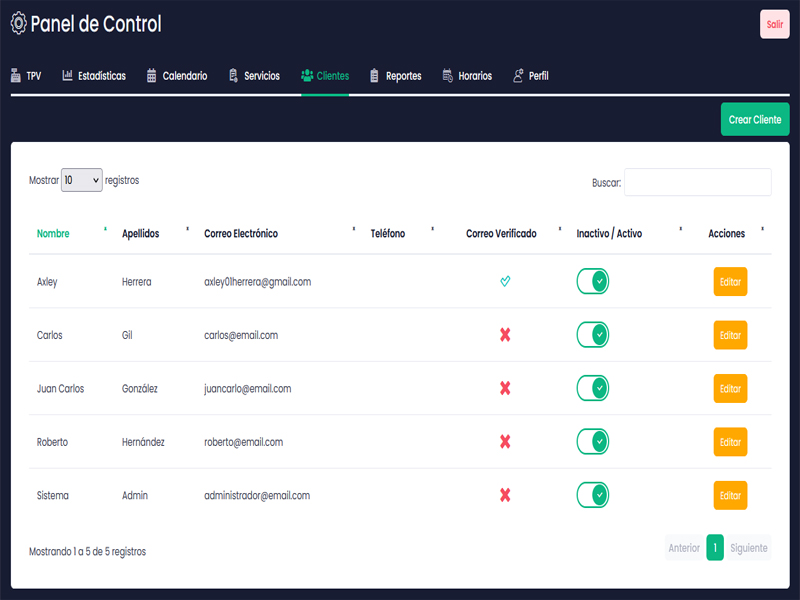 Panel de Control
Salir
TPV Estadísticas Calendario Servicios Clientes Reportes Horarios Perfil
Crear Cliente
Mostrar 10 registros Buscar:
Nombre Apellidos Correo Electrónico Teléfono Correo Verificado Inactivo / Activo Acciones
Axley Herrera axley01herrera@gmail.com Editar
Carlos Gil carlos@email.com Editar
Juan Carlos González juancarlo@email.com Editar
Roberto Hernández roberto@email.com Editar
Sistema Admin administrador@email.com Editar
Mostrando 1 a 5 de 5 registros Anterior 1 Siguiente